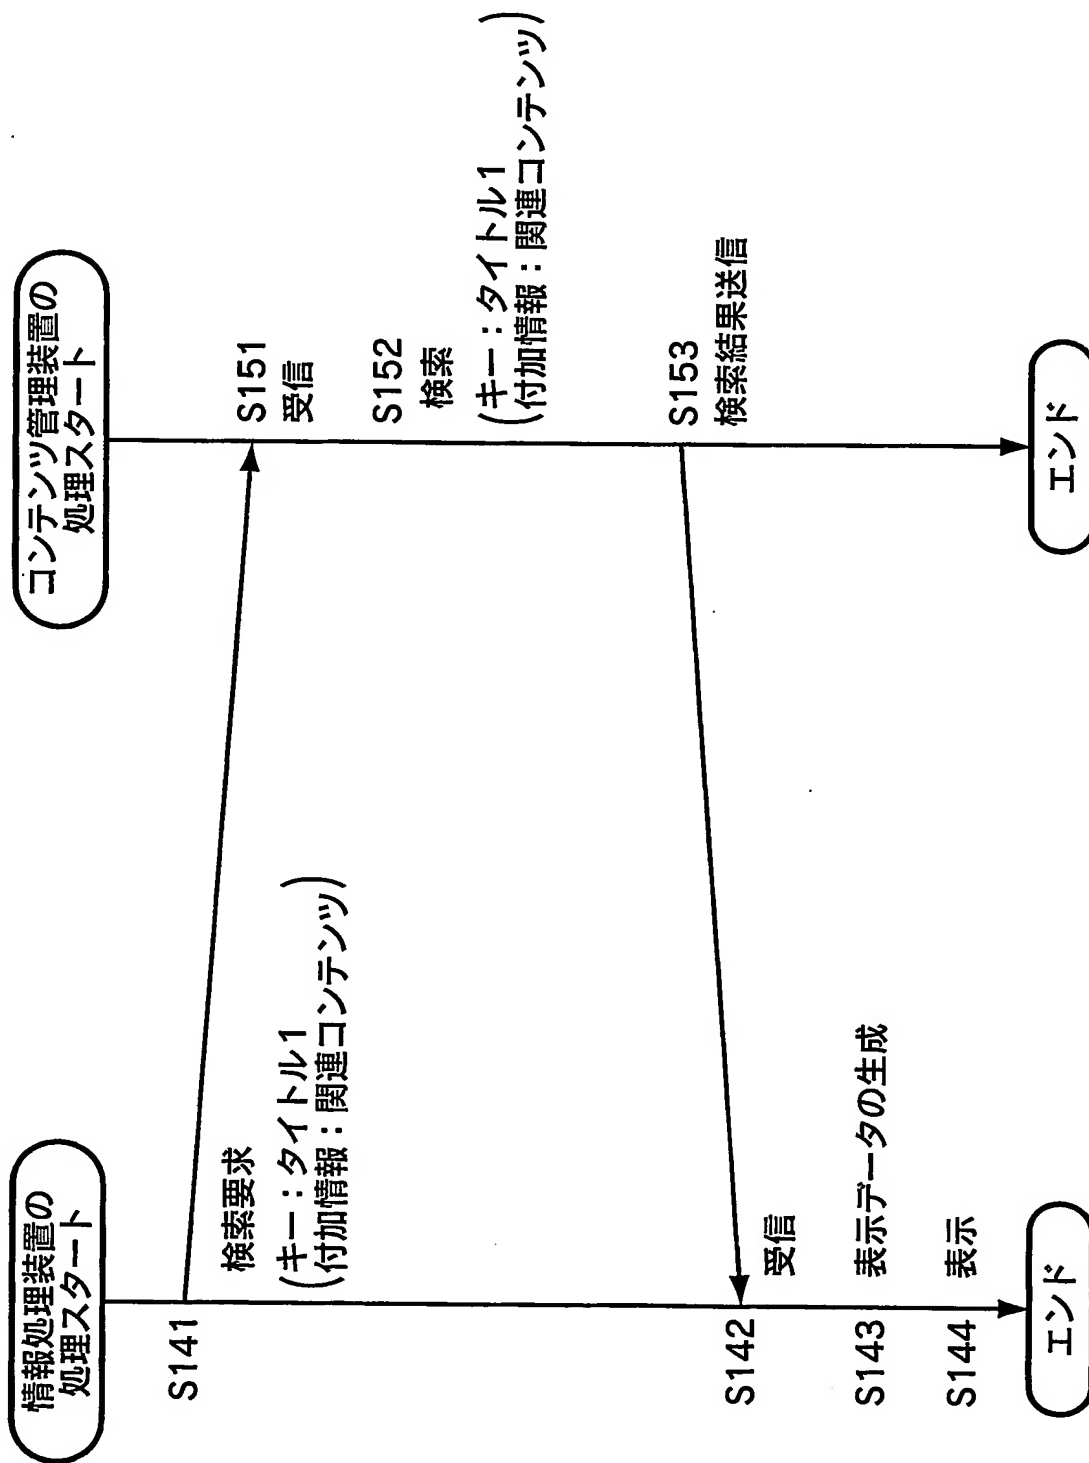 情報処理装置の
処理スタート
S141
検索要求
(キー：タイトル1
付加情報：関連コンテンツ)
S142
受信
S143
表示データの生成
S144
表示
エンド
コンテンツ管理装置の
処理スタート
S151
受信
S152
検索
(キー：タイトル1
付加情報：関連コンテンツ)
S153
検索結果送信
エンド